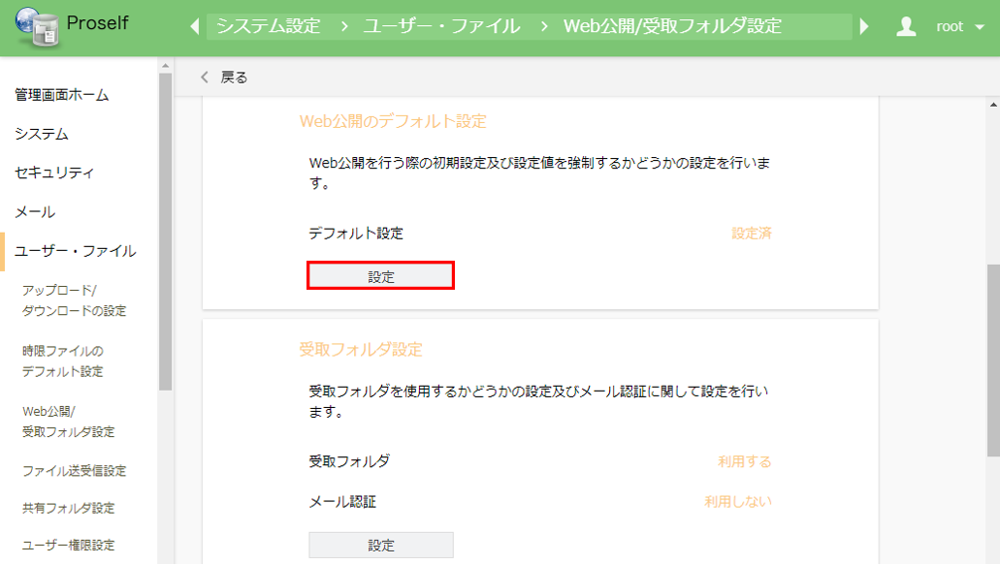 Proself
システム設定 > ユーザー・ファイル > Web公開/受取フォルダ設定
root
管理画面ホーム
システム
セキュリティ
メール
ユーザー・ファイル
アップロード/
ダウンロードの設定
時限ファイルの
デフォルト設定
Web公開/
受取フォルダ設定
ファイル送受信設定
共有フォルダ設定
ユーザー権限設定
戻る
Web公開のデフォルト設定
Web公開を行う際の初期設定及び設定値を強制するかどうかの設定を行いま
す。
デフォルト設定 設定済
設定
受取フォルダ設定
受取フォルダを使用するかどうかの設定及びメール認証に関して設定を行い
ます。
受取フォルダ 利用する
メール認証 利用しない
設定